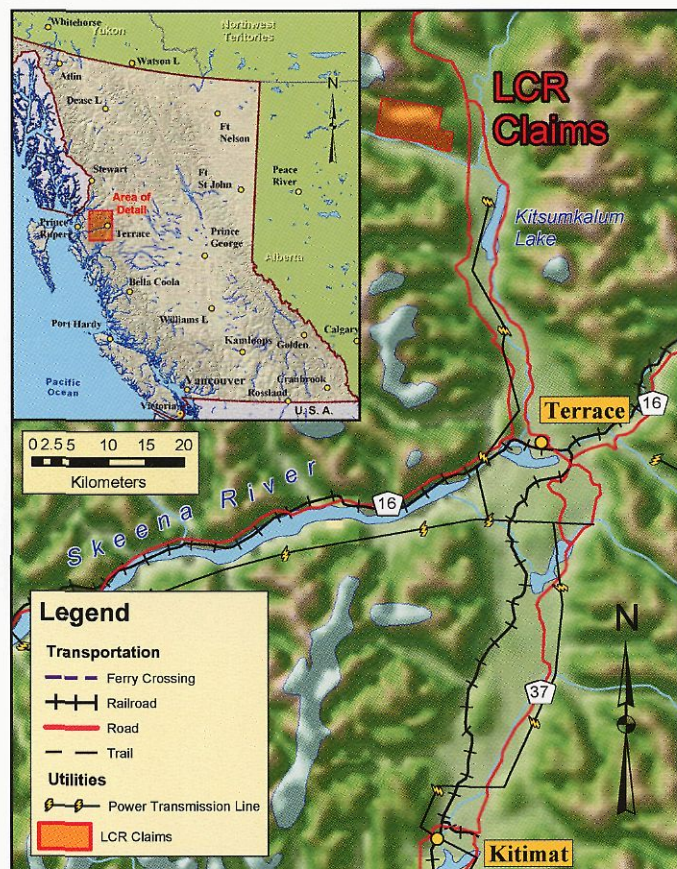 Whitehorse
Yukon
Northwest
Teritories
Watson L
Atlin
Dease L
N
Ft
Nelson
Stewart
Ft
St John
Peace
River
Area of
Detail
Prince
Rupert
Terrace
Prince
George
Alberta
Bella Coola
Williams L
Port Hardy
Kamloops
Golden
Calgary
Pacific
Ocean
Vancouver
Cranbrook
Rossland
Victoria
U.S.A.
LCR
Claims
Kitsumkalum
Lake
0 2.5 5 10 15 20
Kilometers
Terrace
16
Skeena River
16
Legend
Transportation
Ferry Crossing
Railroad
Road
Trail
Utilities
Power Transmission Line
LCR Claims
N
37
Kitimat